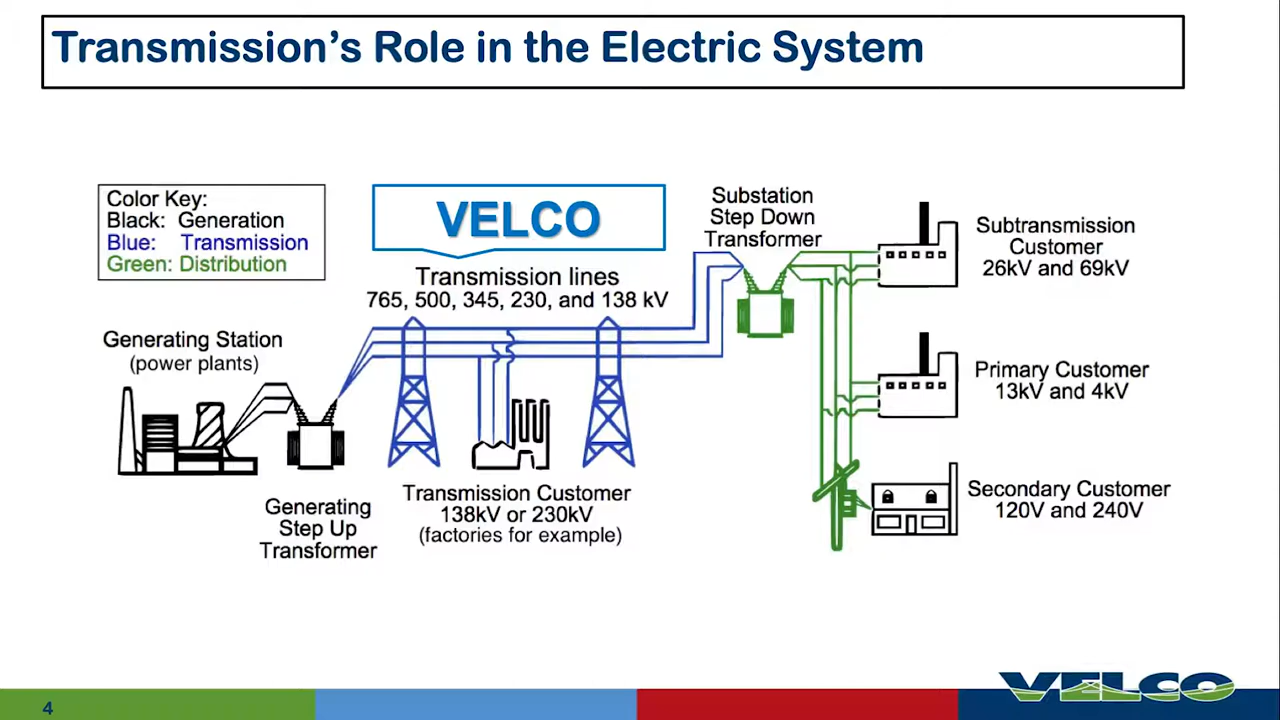 Transmission’s Role in the Electric System
Color Key:
Black: Generation
Blue: Transmission
Green: Distribution
VELCO
Transmission lines
765, 500, 345, 230, and 138 kV
Substation
Step Down
Transformer
Subtransmission
Customer
26kV and 69kV
Generating Station
(power plants)
Primary Customer
13kV and 4kV
Generating
Step Up
Transformer
Transmission Customer
138kV or 230kV
(factories for example)
Secondary Customer
120V and 240V
4
VELCO